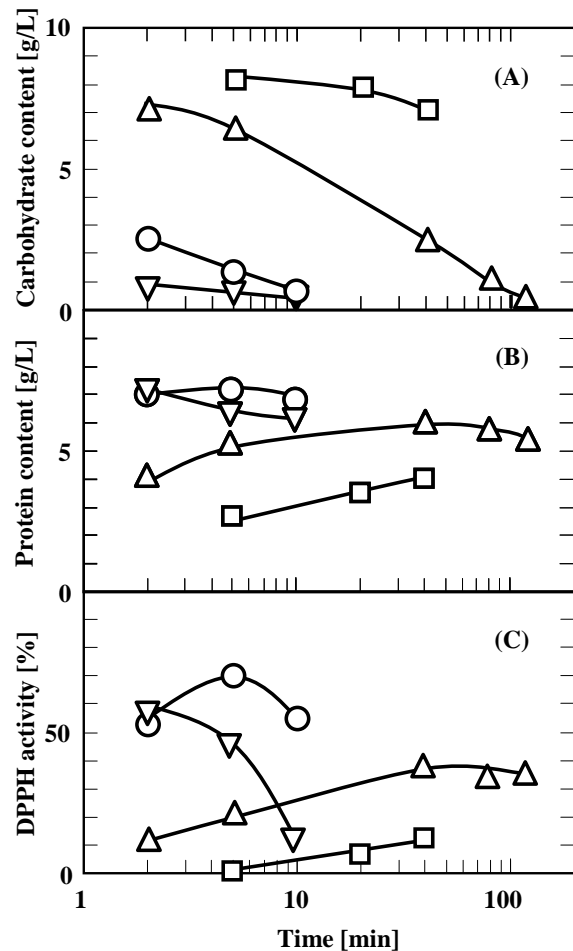 Carbohydrate content [g/L]
10
5
0
(A)
Protein content [g/L]
5
0
(B)
DPPH activity [%]
50
0
(C)
1 10 100
Time [min]